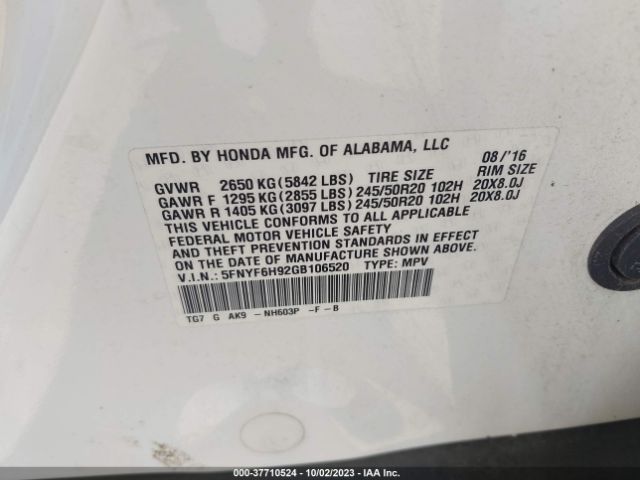 MFD. BY HONDA MFG. OF ALABAMA, LLC 08/'16
GVWR 2650 KG(5842 LBS) TIRE SIZE RIM SIZE
GAWR F 1295 KG(2855 LBS)245/50R20 102H 20X8.0J
GAWR R 1405 KG(3097 LBS)245/50R20 102H 20X8.0J
THIS VEHICLE CONFORMS TO ALL APPLICABLE
FEDERAL MOTOR VEHICLE SAFETY
AND THEFT PREVENTION STANDARDS IN EFFECT
ON THE DATE OF MANUFACTURE SHOWN ABOVE.
V.I.N.: 5FNYF6H92GB106520 TYPE: MPV
TG7 G AK9 - NH603P -F-B
000-37710524 | 10/02/2023 | IAA Inc.